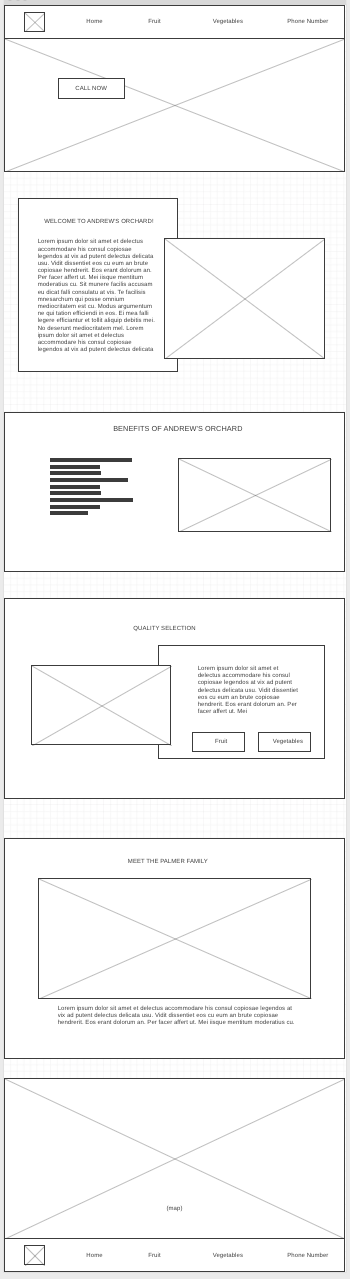 Home Fruit Vegetables Phone Number
CALL NOW
WELCOME TO ANDREW'S ORCHARD!
Lorem ipsum dolor sit amet et delectus
accommodare his consul copiosae
legendos at vix ad putent delectus delicata
usu. Vidit dissentiet eos cu eum an brute
copiosae hendrerit. Eos erant dolorum an.
Per facer affert ut. Mei iisque mentitum
moderatius cu. Sit munere facilis accusam
eu dicat falli consulatu at vis. Te facilisis
mnesarchum qui posse omnium
mediocritatem est cu. Modus argumentum
ne qui tation efficiendi in eos. Ei mea falli
legere efficiantur et tollit aliquip debitis mei.
No deserunt mediocritatem mel. Lorem
ipsum dolor sit amet et delectus
accommodare his consul copiosae
legendos at vix ad putent delectus delicata
BENEFITS OF ANDREW'S ORCHARD
QUALITY SELECTION
Lorem ipsum dolor sit amet et
delectus accommodare his consul
copiosae legendos at vix ad putent
delectus delicata usu. Vidit dissentiet
eos cu eum an brute copiosae
hendrerit. Eos erant dolorum an. Per
facer affert ut. Mei
Fruit Vegetables
MEET THE PALMER FAMILY
Lorem ipsum dolor sit amet et delectus accommodare his consul copiosae legendos at
vix ad putent delectus delicata usu. Vidit dissentiet eos cu eum an brute copiosae
hendrerit. Eos erant dolorum an. Per facer affert ut. Mei iisque mentitum moderatius cu.
(map)
Home Fruit Vegetables Phone Number